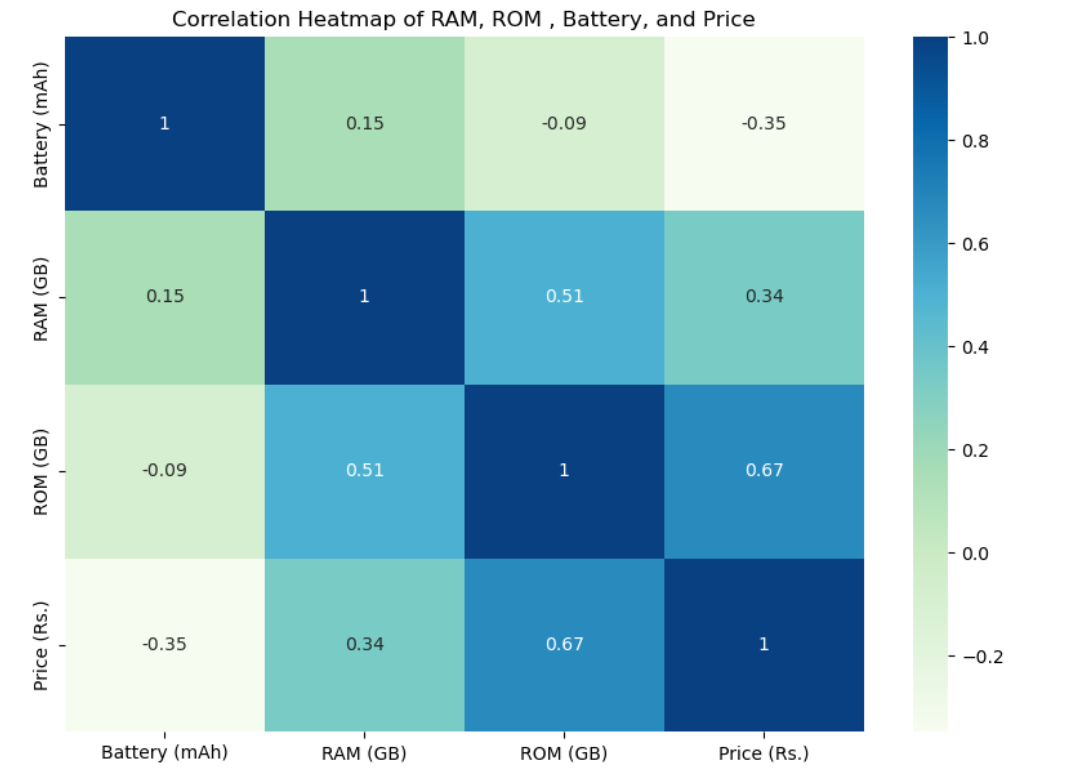 Correlation Heatmap of RAM, ROM , Battery, and Price
Battery (mAh)
1
0.15
-0.09
-0.35
RAM (GB)
0.15
1
0.51
0.34
ROM (GB)
-0.09
0.51
1
0.67
Price (Rs.)
-0.35
0.34
0.67
1
Battery (mAh)
RAM (GB)
ROM (GB)
Price (Rs.)
1.0
0.8
0.6
0.4
0.2
0.0
−0.2